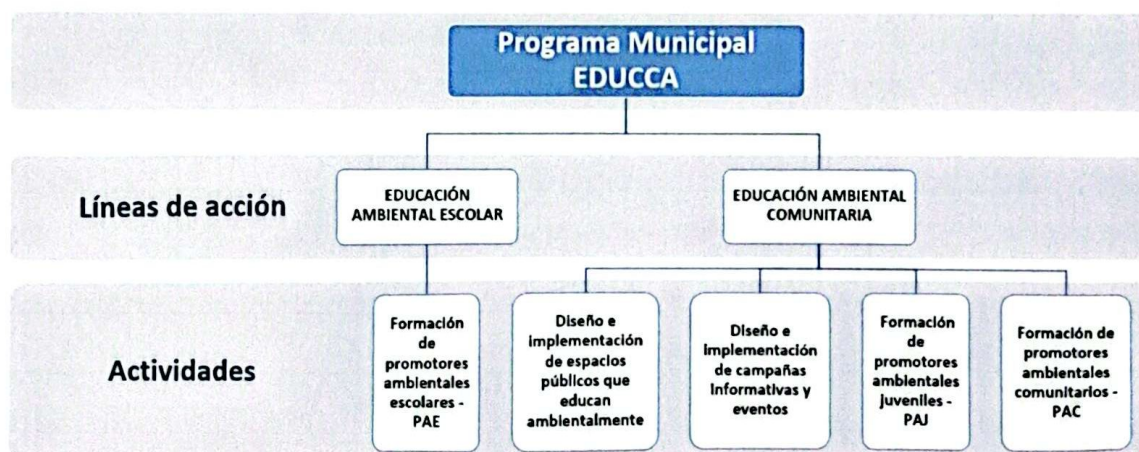 Programa Municipal
EDUCCA
Líneas de acción
EDUCACIÓN
AMBIENTAL ESCOLAR
EDUCACIÓN AMBIENTAL
COMUNITARIA
Actividades
Formación
de
promotores
ambientales
escolares -
PAE
Diseño e
implementación
de espacios
públicos que
educan
ambientalmente
Diseño e
implementación
de campañas
informativas y
eventos
Formación
de
promotores
ambientales
juveniles -
PAJ
Formación de
promotores
ambientales
comunitarios -
PAC